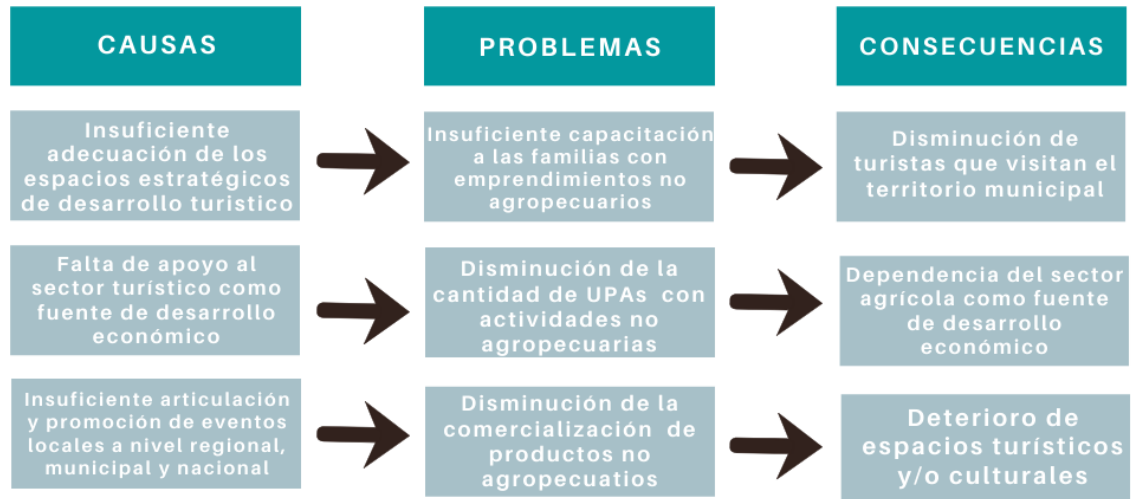 CAUSAS
PROBLEMAS
CONSECUENCIAS
Insuficiente
adecuación de los
espacios estratégicos
de desarrollo turistico
Insuficiente capacitación
a las familias con
emprendimientos no
agropecuarios
Disminución de
turistas que visitan el
territorio municipal
Falta de apoyo al
sector turístico como
fuente de desarrollo
económico
Disminución de la
cantidad de UPAs con
actividades no
agropecuarias
Dependencia del sector
agrícola como fuente
de desarrollo
económico
Insuficiente articulación
y promoción de eventos
locales a nivel regional,
municipal y nacional
Disminución de la
comercialización de
productos no
agropecuatios
Deterioro de
espacios turísticos
y/o culturales